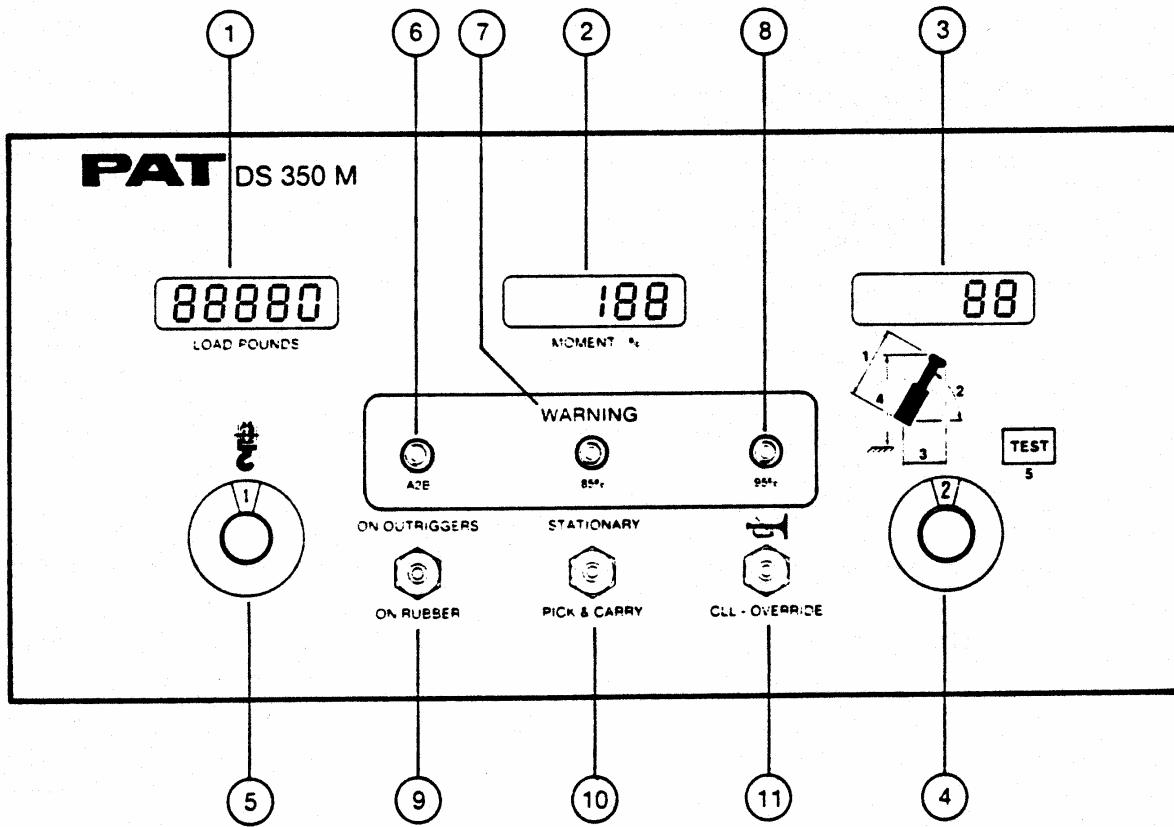 1 6 7 2 8 3
PAT DS 350 M
88880 188 88
LOAD POUNDS MOMENT %
1 2 4 3
WARNING
TEST
5
A2B 85% 95%
1 2
ON OUTRIGGERS STATIONARY
ON RUBBER PICK & CARRY CLL - OVERRIDE
5 9 10 11 4